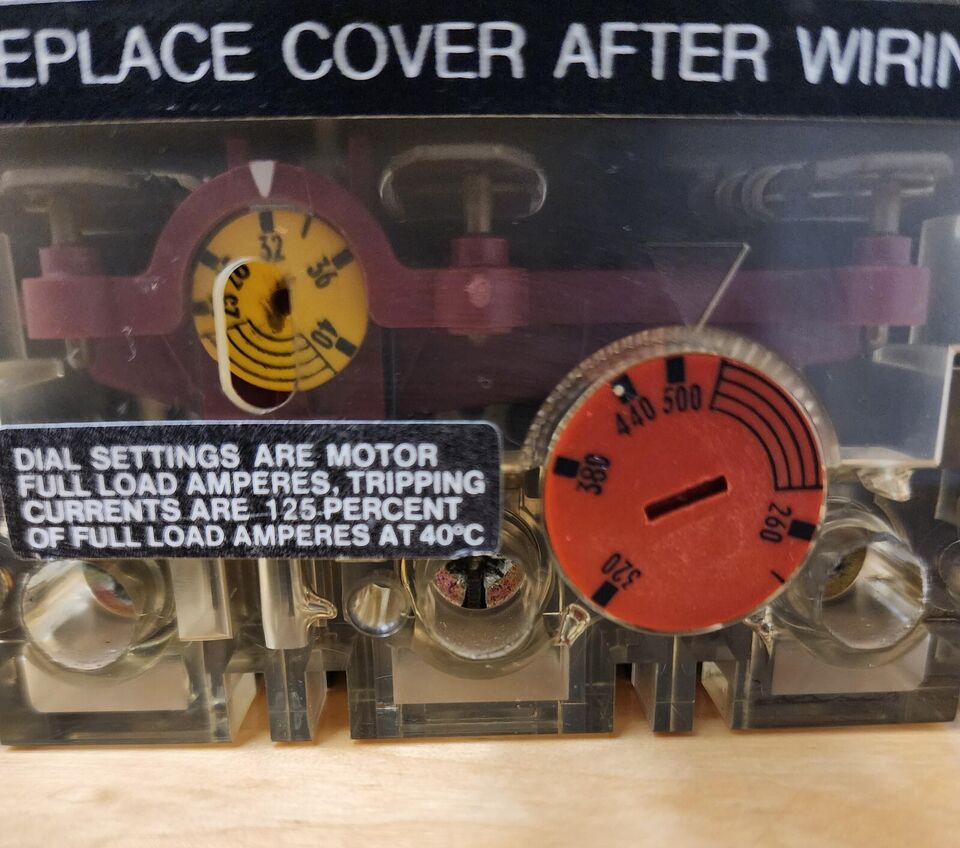 EPLACE COVER AFTER WIRIN
32
36
40
DIAL SETTINGS ARE MOTOR
FULL LOAD AMPERES, TRIPPING
CURRENTS ARE 125 PERCENT
OF FULL LOAD AMPERES AT 40°C
440
500
380
260
320